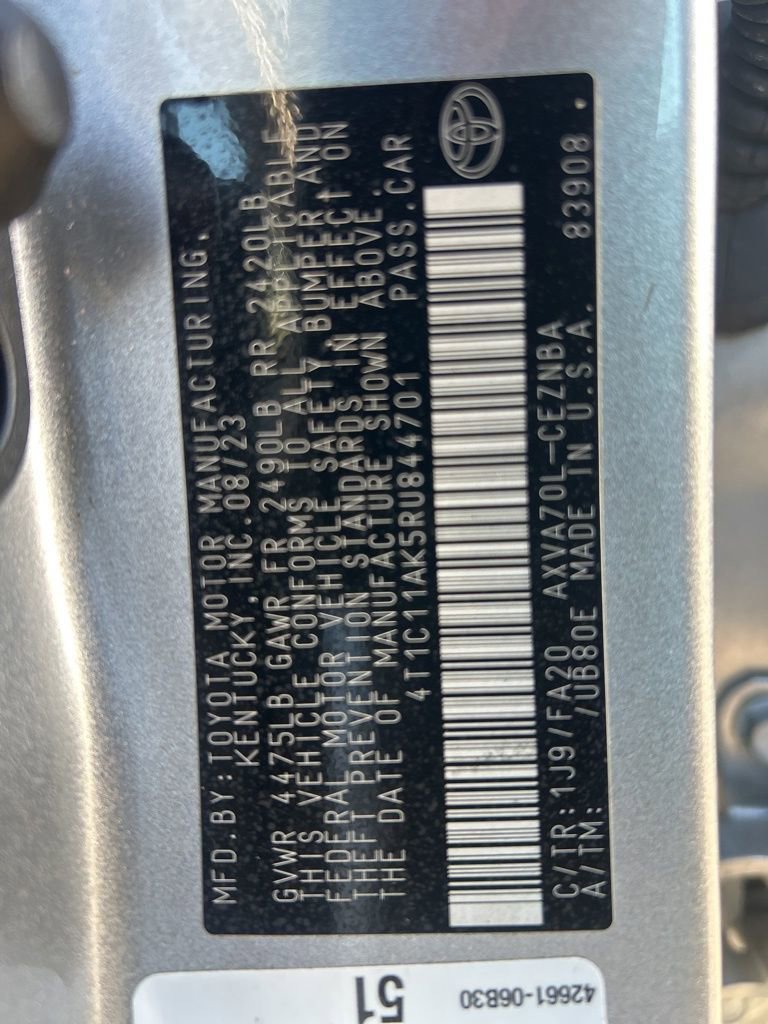 MFD.BY:TOYOTA MOTOR MANUFACTURING.
KENTUCKY. INC.08/23
GVWR 4475LB GAWR FR 2490LB RR 2420LB
THIS VEHICLE CONFORMS TO ALL APPLICABLE
FEDERAL MOTOR VEHICLE SAFETY, BUMPER AND
THEFT PREVENTION STANDARDS IN EFFECT ON
THE DATE OF MANUFACTURE SHOWN ABOVE.
4T1C11AK5RU844701 PASS.CAR
C/TR:1J9/FA20 AXVA70L-CEZNBA
A/TM: /UB80E MADE IN U.S.A. 83908.
42661-06B30
51